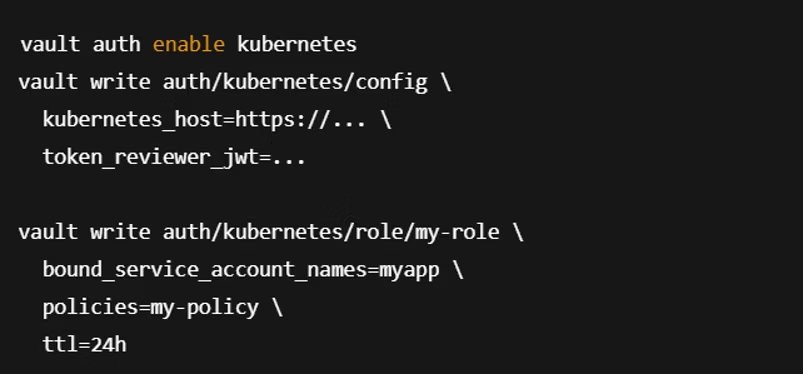 vault auth enable kubernetes
vault write auth/kubernetes/config \
kubernetes_host=https://... \
token_reviewer_jwt=...
vault write auth/kubernetes/role/my-role \
bound_service_account_names=myapp \
policies=my-policy \
ttl=24h